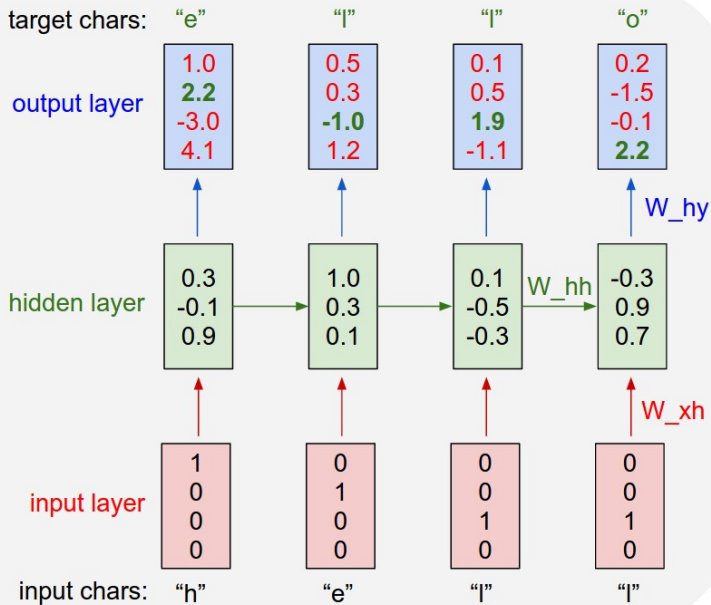 target chars: “e” “l” “l” “o”
output layer
1.0 0.5 0.1 0.2
2.2 0.3 0.5 -1.5
-3.0 -1.0 1.9 -0.1
4.1 1.2 -1.1 2.2
W_hy
hidden layer
0.3 1.0 0.1 -0.3
-0.1 0.3 -0.5 0.9
0.9 0.1 -0.3 0.7
W_hh
W_xh
input layer
1 0 0 0
0 1 0 0
0 0 1 1
0 0 0 0
input chars: “h” “e” “l” “l”